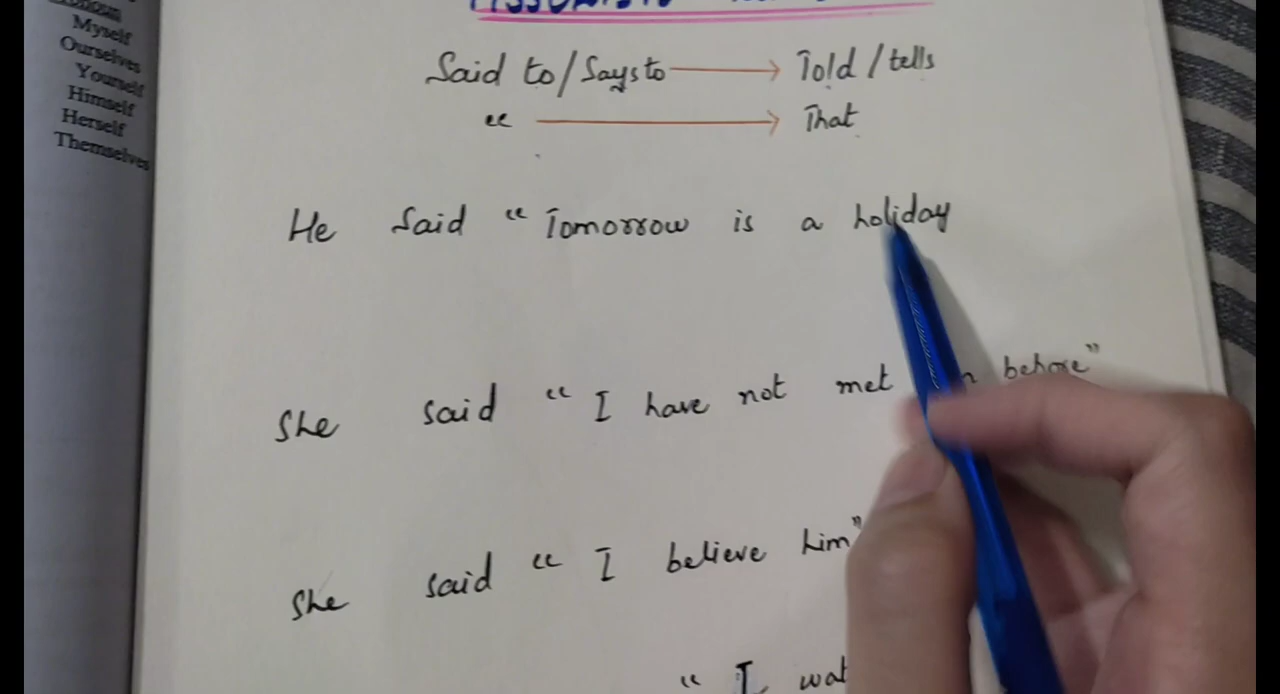 Myself
Ourselves
Yourself
Himself
Herself
Themselves
Said to/Says to → Told/tells
“ → That
He Said “ Tomorrow is a holiday
She said “ I have not met before”
She said “ I believe him”
“ I